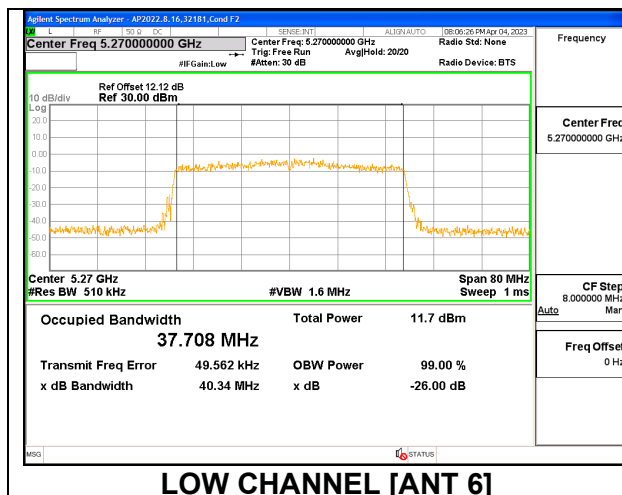 Agilent Spectrum Analyzer - AP2022.8.16,32181,Cond F2
L RF 50 Ω DC SENSE:INT ALIGN AUTO 08:06:26 PM Apr 04, 2023
Center Freq 5.270000000 GHz
Center Freq: 5.270000000 GHz
Radio Std: None
Trig: Free Run Avg|Hold: 20/20
#IFGain:Low #Atten: 30 dB Radio Device: BTS
Frequency
Ref Offset 12.12 dB
10 dB/div Ref 30.00 dBm
Log
20.0
10.0
0.00
-10.0
-20.0
-30.0
-40.0
-50.0
-60.0
Center 5.27 GHz Span 80 MHz
#Res BW 510 kHz #VBW 1.6 MHz Sweep 1 ms
Occupied Bandwidth Total Power 11.7 dBm
37.708 MHz
Transmit Freq Error 49.562 kHz OBW Power 99.00 %
x dB Bandwidth 40.34 MHz x dB -26.00 dB
Center Freq
5.270000000 GHz
CF Step
8.000000 MHz
Auto Man
Freq Offset
0 Hz
MSG STATUS
LOW CHANNEL [ANT 6]